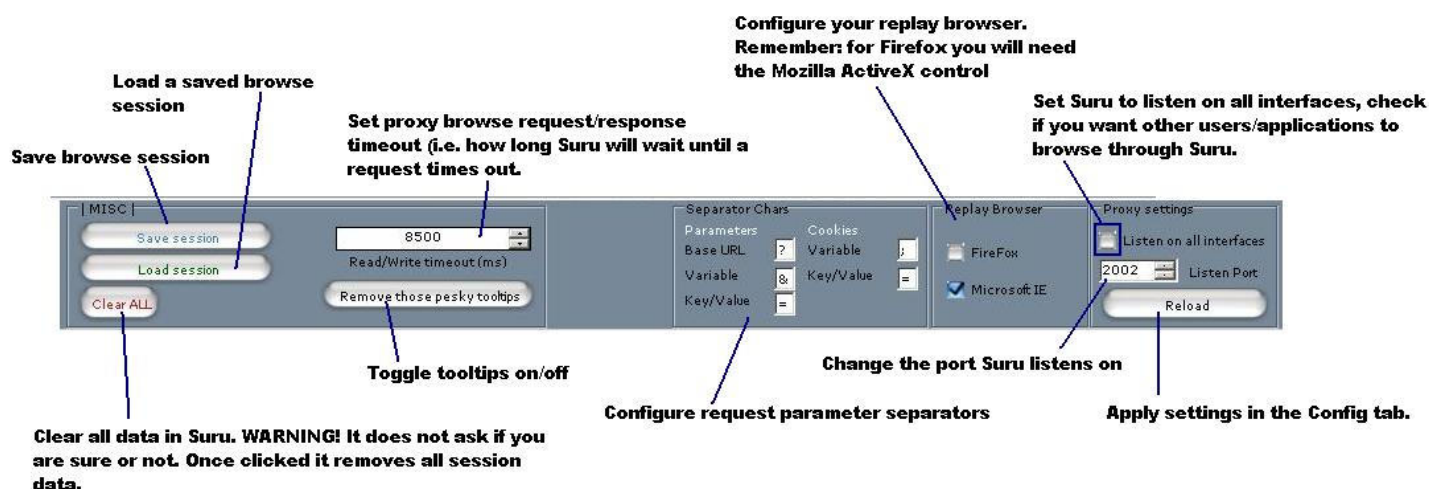 Configure your replay browser.
Remember: for Firefox you will need
the Mozilla ActiveX control
Load a saved browse
session
Set Suru to listen on all interfaces, check
if you want other users/applications to
browse through Suru.
Set proxy browse request/response
timeout (i.e. how long Suru will wait until a
request times out.
Save browse session
| MISC |
Save session
Load session
Clear ALL
8500
Read/Write timeout (ms)
Remove those pesky tooltips
Separator Chars
Parameters Cookies
Base URL ? Variable ;
Variable & Key/Value =
Key/Value =
Replay Browser
FireFox
Microsoft IE
Proxy settings
Listen on all interfaces
2002 Listen Port
Reload
Toggle tooltips on/off
Change the port Suru listens on
Configure request parameter separators
Apply settings in the Config tab.
Clear all data in Suru. WARNING! It does not ask if you
are sure or not. Once clicked it removes all session
data.